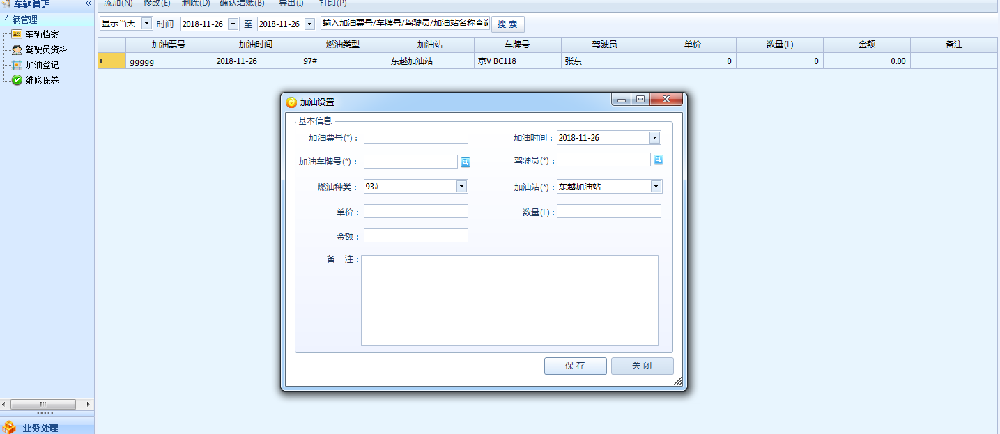 车辆管理
添加(N) 修改(E) 删除(D) 确认结账(B) 导出(I) 打印(P)
车辆管理
车辆档案
驾驶员资料
加油登记
维修保养
显示当天 时间 2018-11-26 至 2018-11-26 输入加油票号/车牌号/驾驶员/加油站名称查询 搜 索
加油票号 加油时间 燃油类型 加油站 车牌号 驾驶员 单价 数量(L) 金额 备注
ggggg 2018-11-26 97# 东越加油站 京V BC118 张东 0 0 0.00
加油设置
基本信息
加油票号(*)： 加油时间： 2018-11-26
加油车牌号(*)： 驾驶员(*)：
燃油种类： 93# 加油站(*)： 东越加油站
单价： 数量(L)：
金额：
备 注：
保 存 关 闭
业务处理